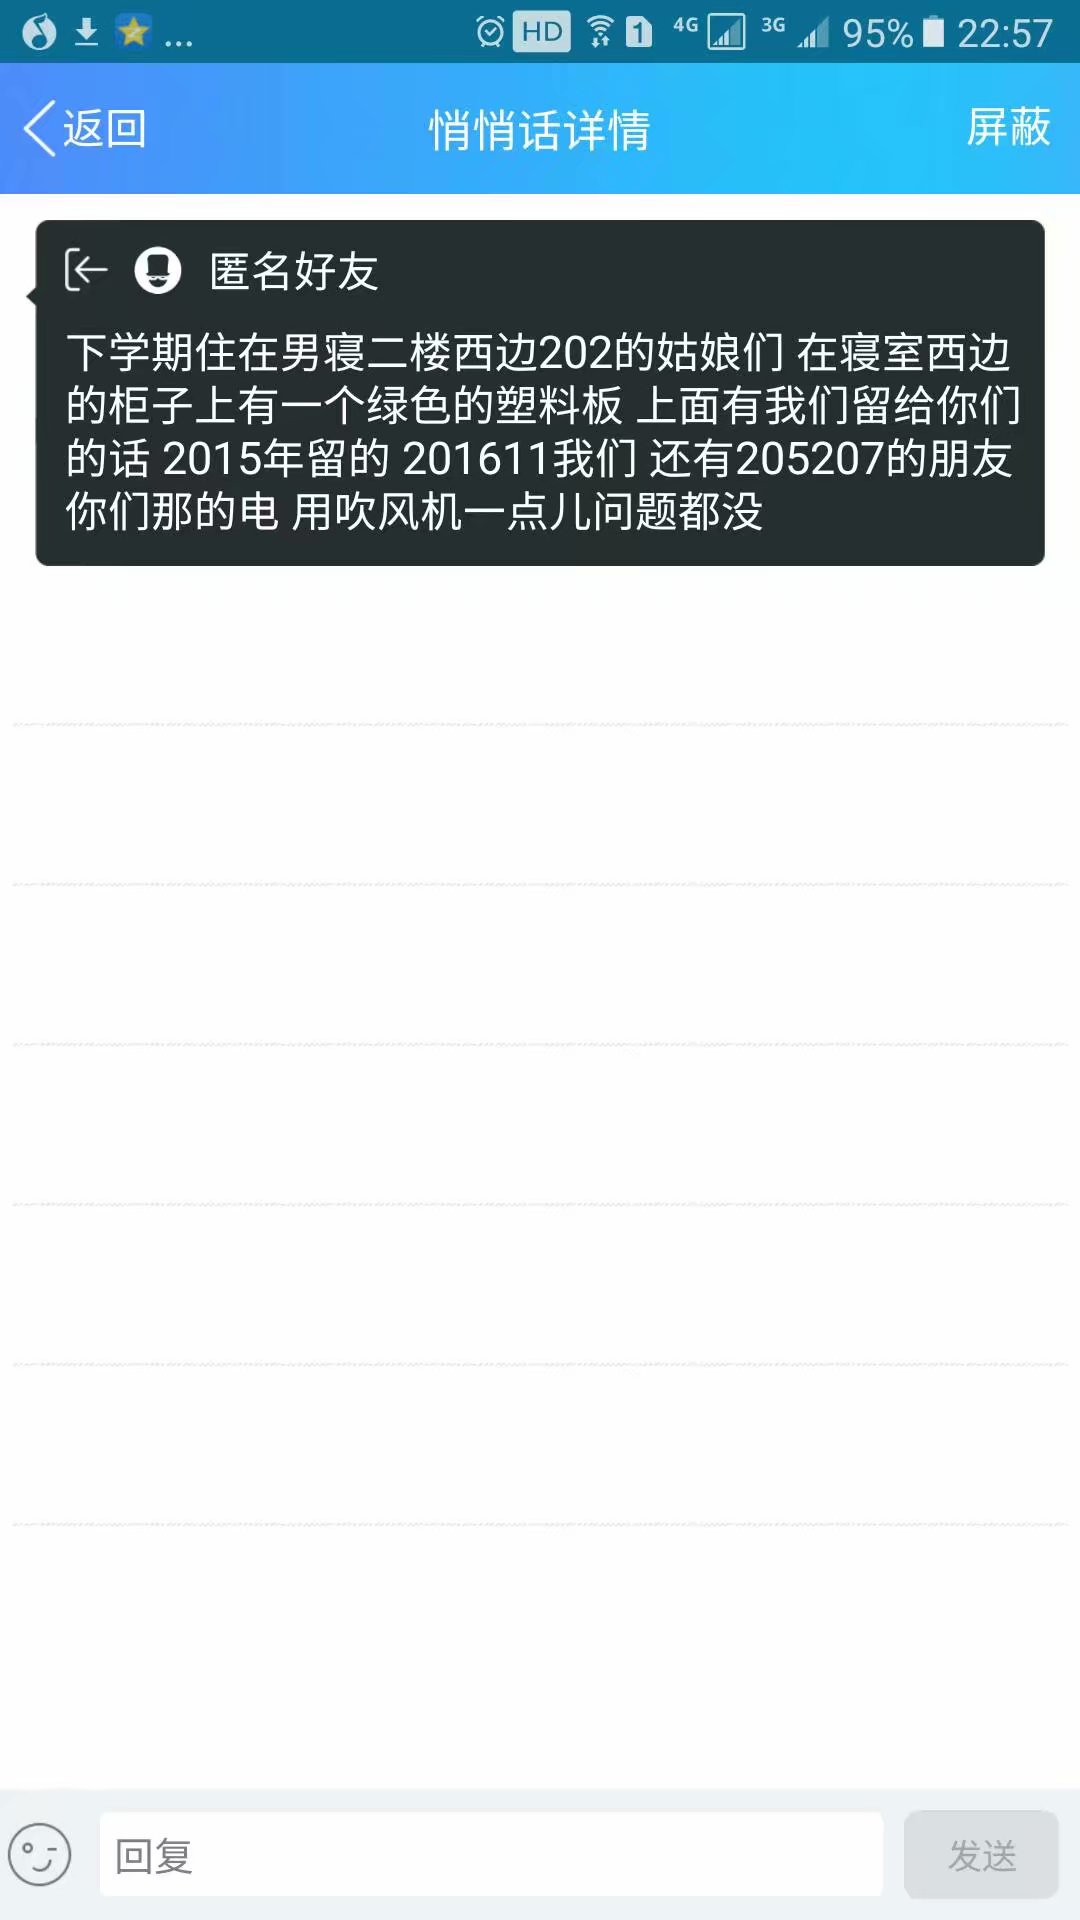 ... HD 1 4G 3G 95% 22:57
返回 悄悄话详情 屏蔽
匿名好友
下学期住在男寝二楼西边202的姑娘们 在寝室西边
的柜子上有一个绿色的塑料板 上面有我们留给你们
的话 2015年留的 201611我们 还有205207的朋友
你们那的电 用吹风机一点儿问题都没
回复 发送